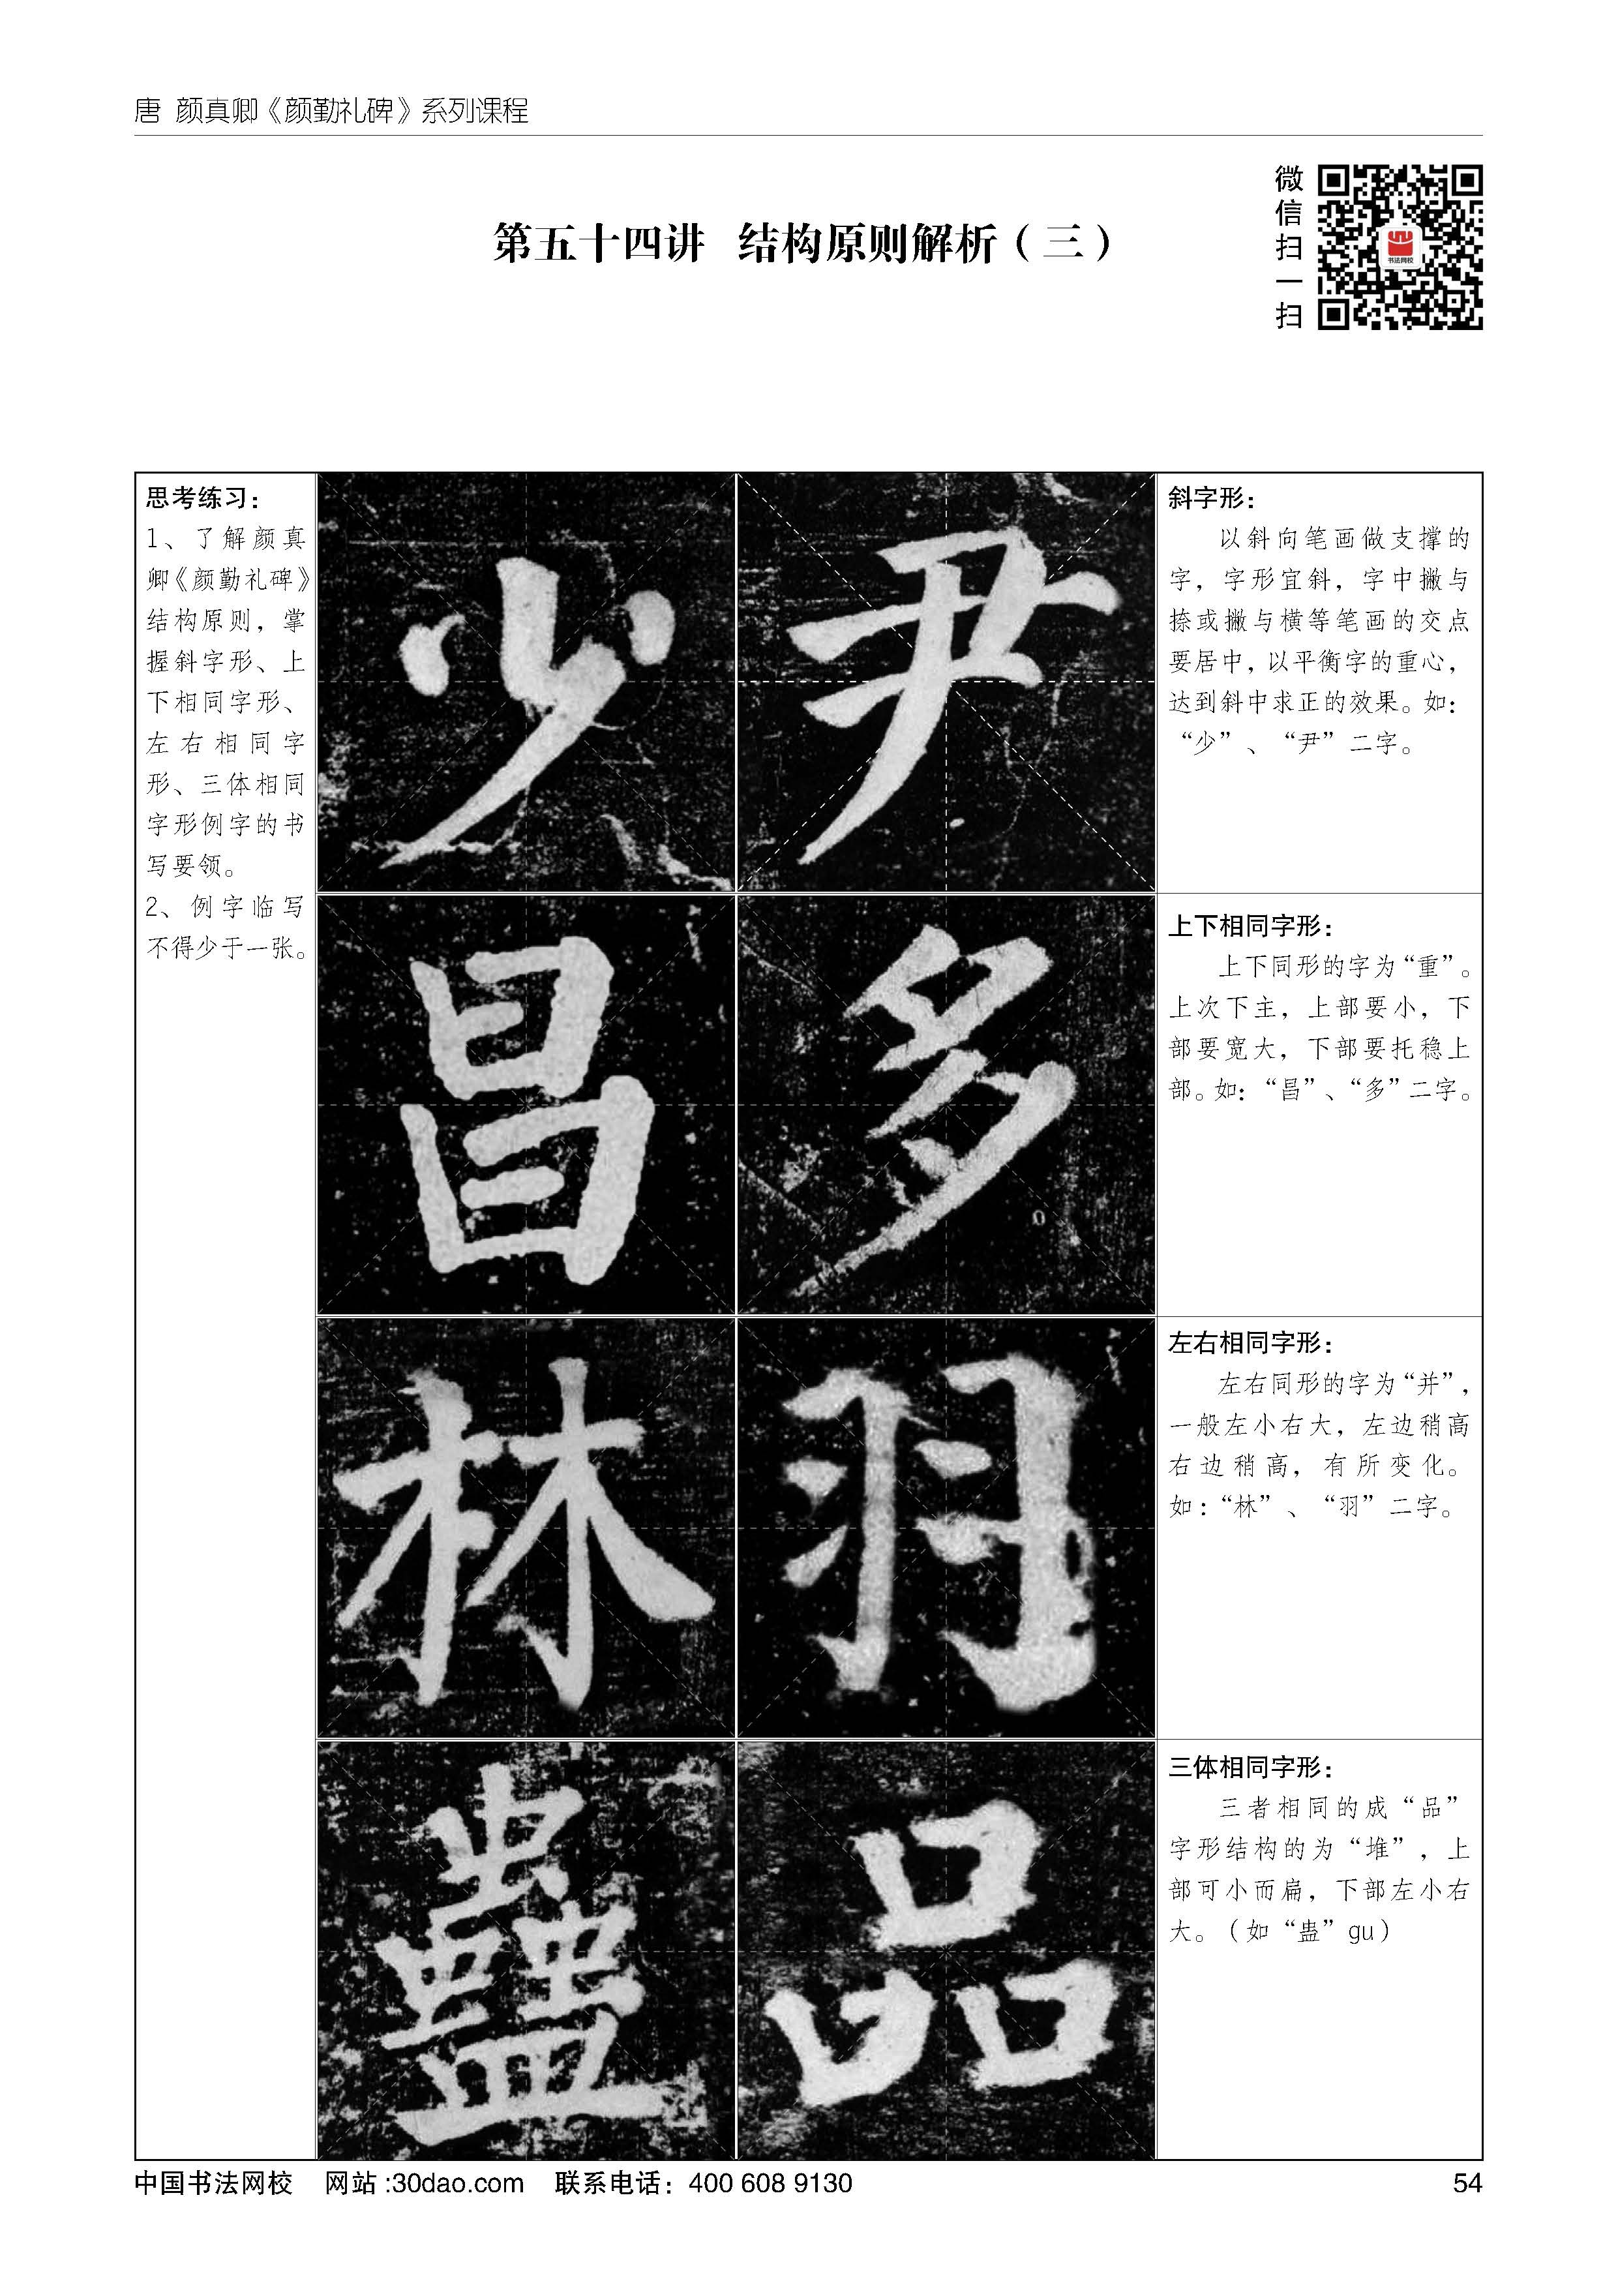 唐 颜真卿《颜勤礼碑》系列课程
微信扫一扫
书法网校
第五十四讲 结构原则解析（三）
思考练习：
1、了解颜真
卿《颜勤礼碑》
结构原则，掌
握斜字形、上
下相同字形、
左右相同字
形、三体相同
字形例字的书
写要领。
2、例字临写
不得少于一张。
少 尹
斜字形：
以斜向笔画做支撑的
字，字形宜斜，字中撇与
捺或撇与横等笔画的交点
要居中，以平衡字的重心，
达到斜中求正的效果。如：
“少”、“尹”二字。
昌 多
上下相同字形：
上下同形的字为“重”。
上次下主，上部要小，下
部要宽大，下部要托稳上
部。如：“昌”、“多”二字。
林 羽
左右相同字形：
左右同形的字为“并”，
一般左小右大，左边稍高
右边稍高，有所变化。
如：“林”、“羽”二字。
蠱 品
三体相同字形：
三者相同的成“品”
字形结构的为“堆”，上
部可小而扁，下部左小右
大。（如“蛊”gu）
中国书法网校 网站:30dao.com 联系电话：400 608 9130
54